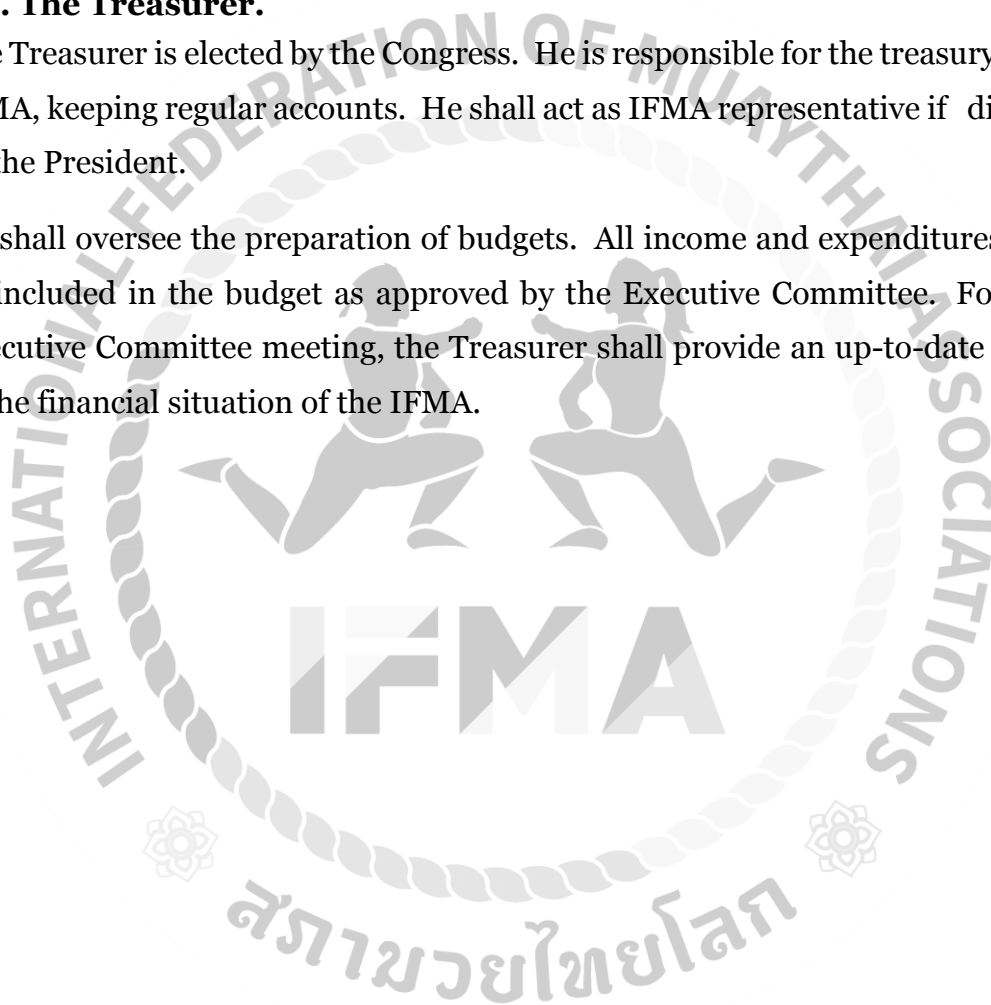 . The Treasurer.
e Treasurer is elected by the Congress. He is responsible for the treasury
MA, keeping regular accounts. He shall act as IFMA representative if di
the President.
shall oversee the preparation of budgets. All income and expenditures
included in the budget as approved by the Executive Committee. Fo
ecutive Committee meeting, the Treasurer shall provide an up-to-date
he financial situation of the IFMA.
INTERNATIONAL FEDERATION OF MUAYTHAI ASSOCIATIONS
IFMA
สภามวยไทยโลก